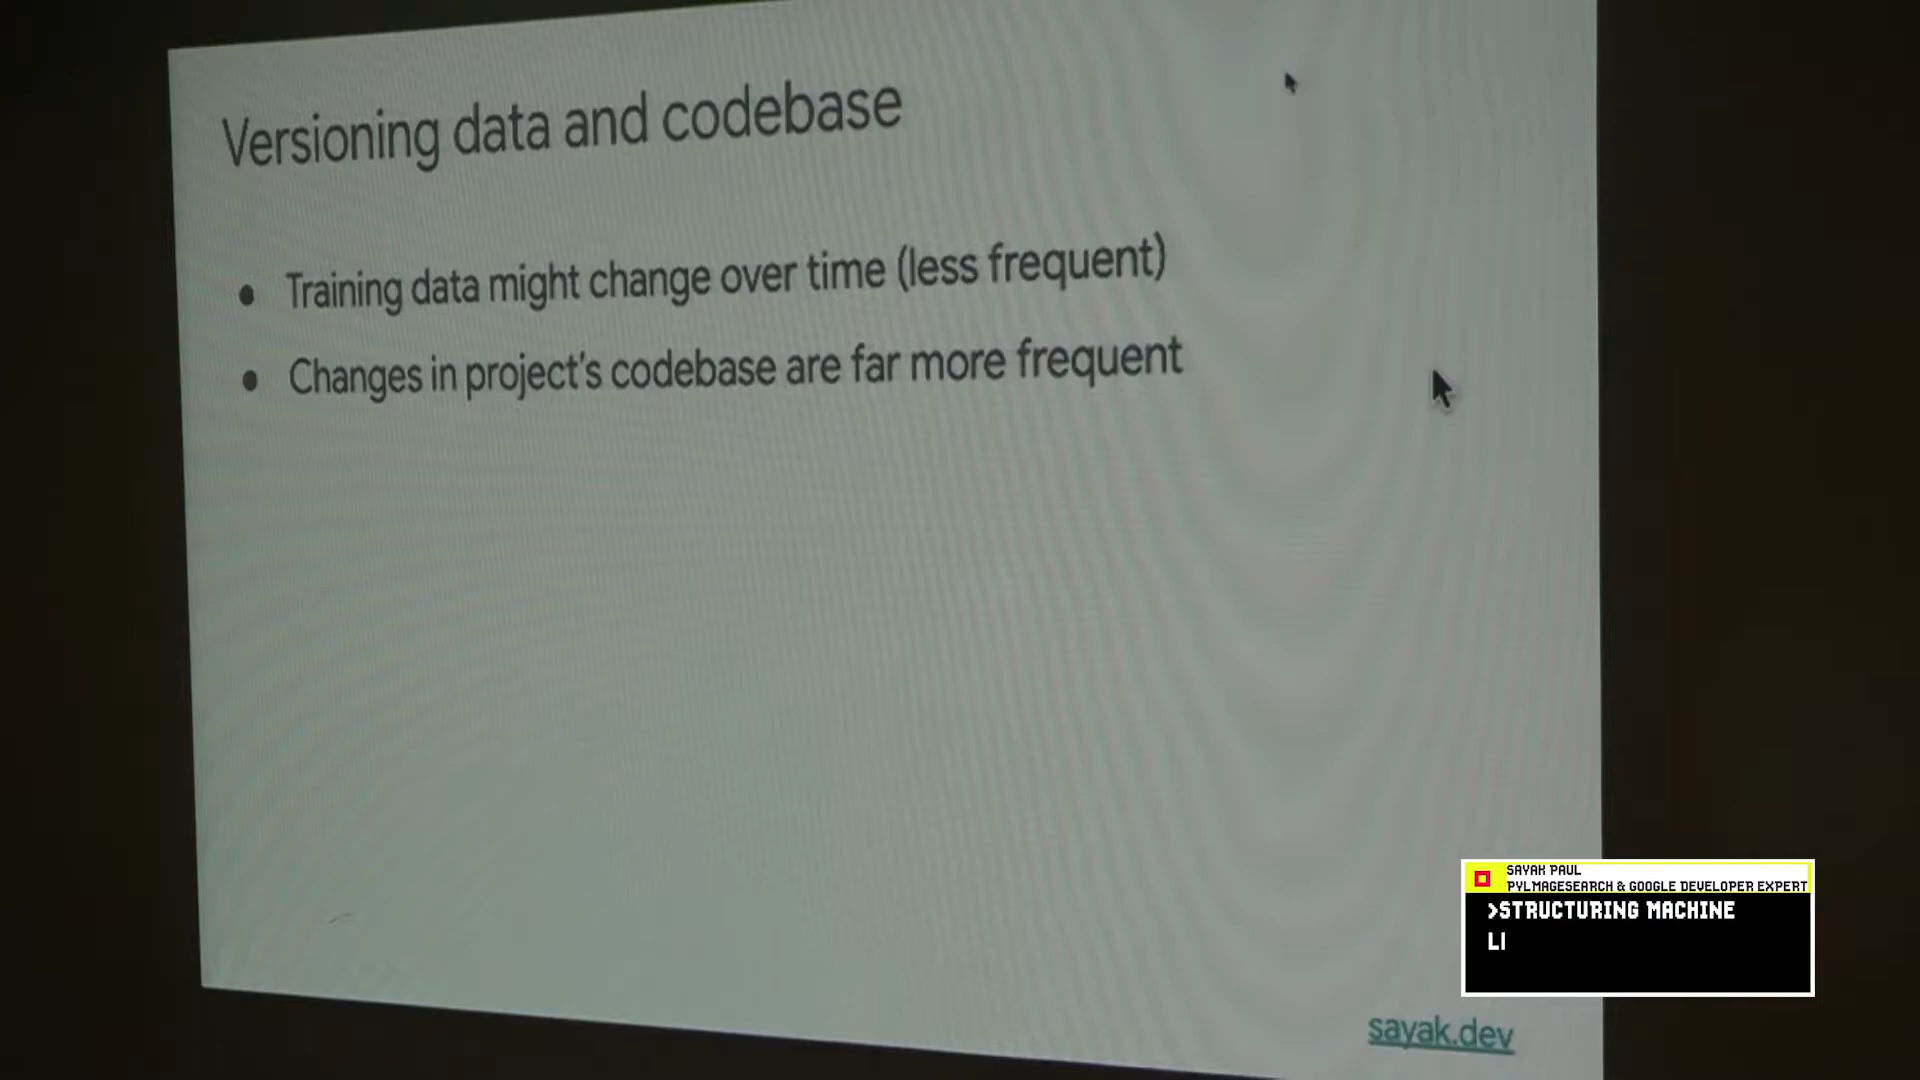 Versioning data and codebase
● Training data might change over time (less frequent)
● Changes in project's codebase are far more frequent
SAYAK PAUL
PYLMAGESEARCH & GOOGLE DEVELOPER EXPERT
>STRUCTURING MACHINE
LI
sayak.dev